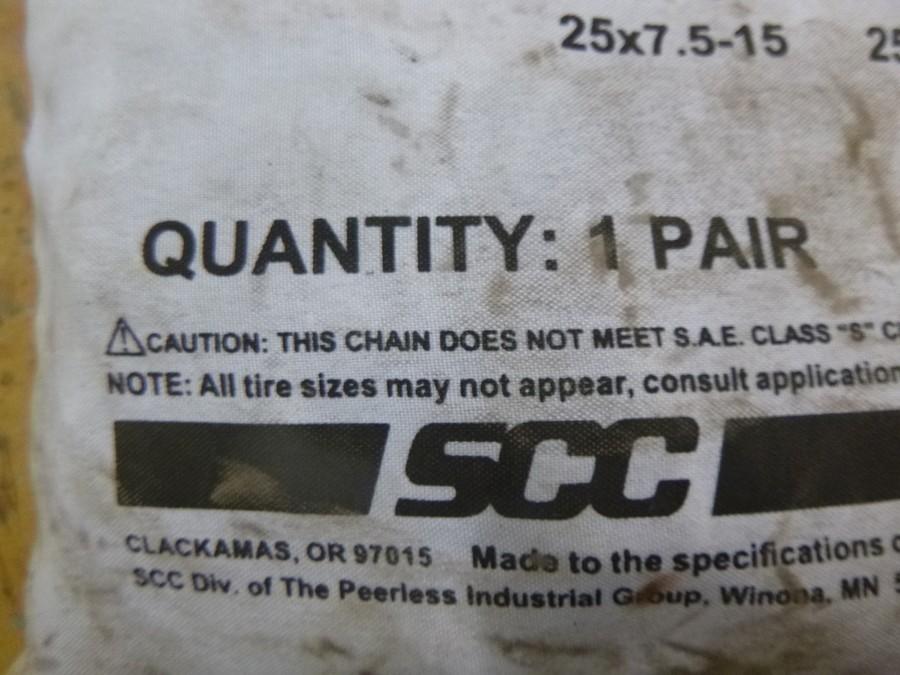 25x7.5-15
QUANTITY: 1 PAIR
⚠CAUTION: THIS CHAIN DOES NOT MEET S.A.E. CLASS "S"
NOTE: All tire sizes may not appear, consult application
SCC
CLACKAMAS, OR 97015 Made to the specifications
SCC Div. of The Peerless Industrial Group, Winona, MN